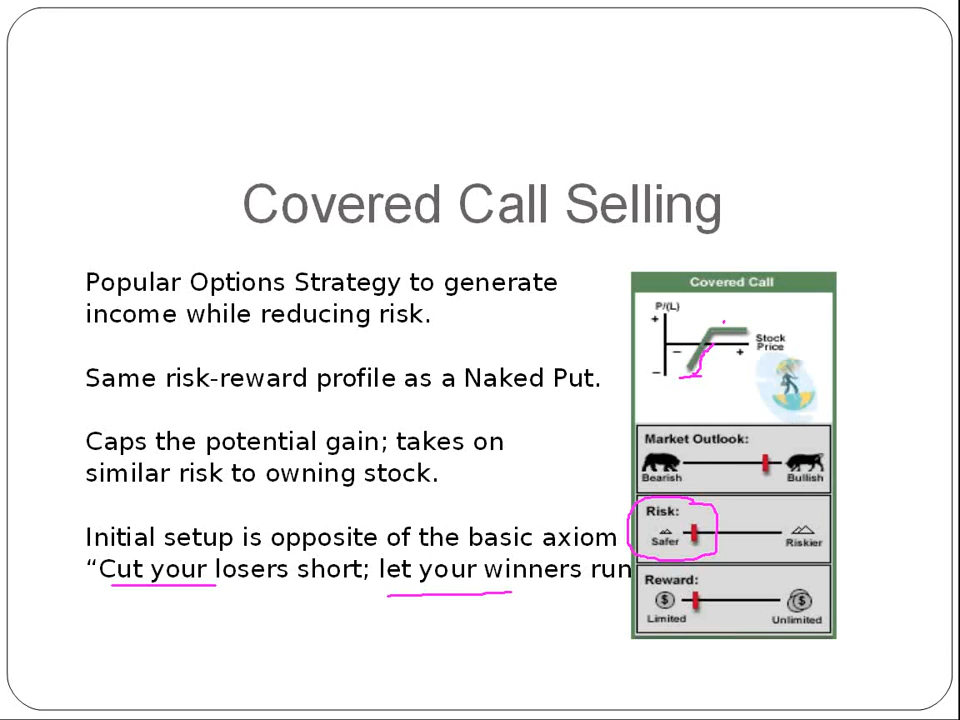 Covered Call Selling
Popular Options Strategy to generate
income while reducing risk.
Same risk-reward profile as a Naked Put.
Caps the potential gain; takes on
similar risk to owning stock.
Initial setup is opposite of the basic axiom
“Cut your losers short; let your winners run
Covered Call
P/(L)
+
Stock
Price
– +
–
Market Outlook:
Bearish Bullish
Risk:
Safer Riskier
Reward:
$ $
Limited Unlimited